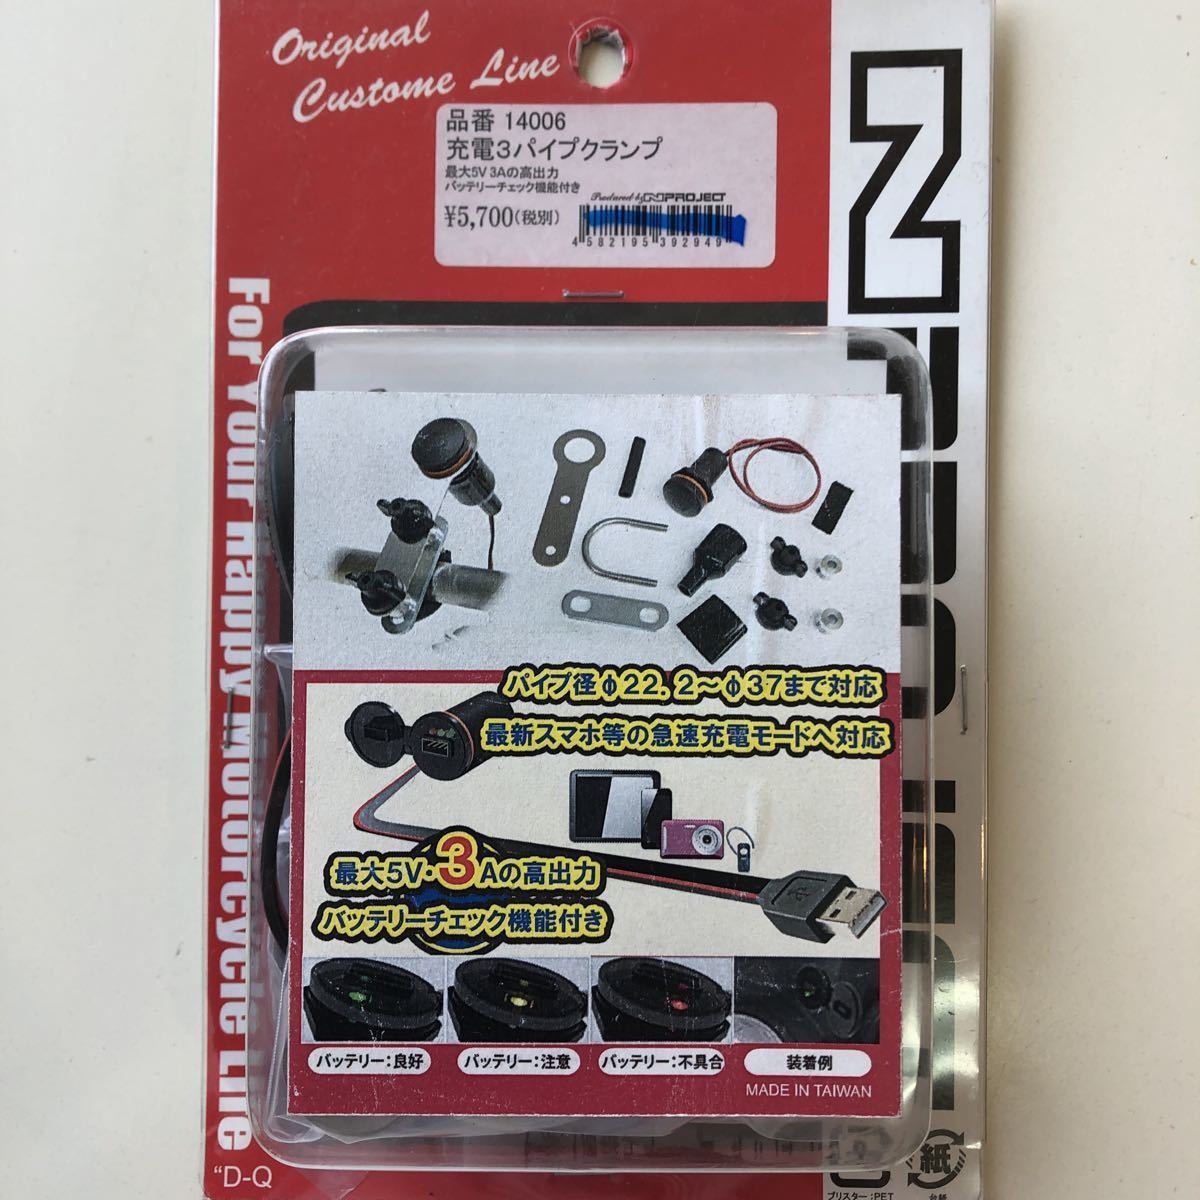 Original
Custome Line
品番 14006
充電3パイプクランプ
最大5V 3Aの高出力
バッテリーチェック機能付き
Produced by NPROJECT
¥5,700(税別)
4 582195 392949
For Your Happy Motorcycle Life
"D-Q
パイプ径φ22.2～φ37まで対応
最新スマホ等の急速充電モードへ対応
最大5V・3Aの高出力
バッテリーチェック機能付き
バッテリー:良好
バッテリー:注意
バッテリー:不具合
装着例
MADE IN TAIWAN
ブリスター:PET
紙
台紙